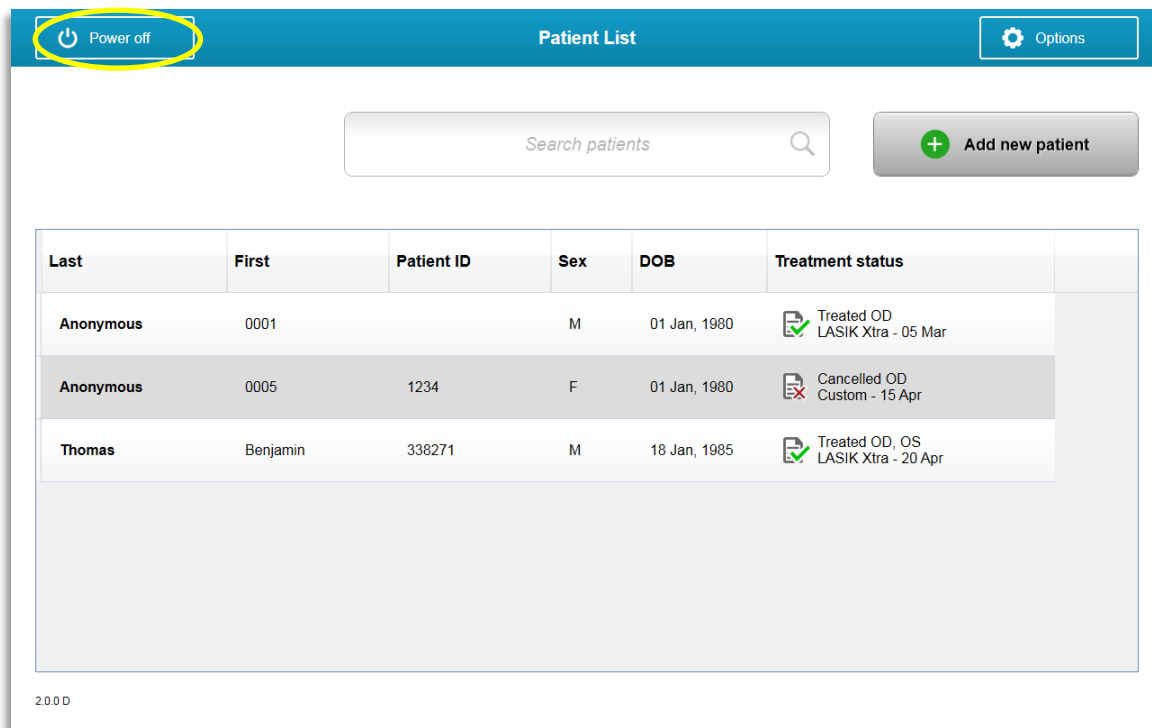 Power off
Patient List
Options
Search patients
Add new patient
Last First Patient ID Sex DOB Treatment status
Anonymous 0001 M 01 Jan, 1980 Treated OD
LASIK Xtra - 05 Mar
Anonymous 0005 1234 F 01 Jan, 1980 Cancelled OD
Custom - 15 Apr
Thomas Benjamin 338271 M 18 Jan, 1985 Treated OD, OS
LASIK Xtra - 20 Apr
2.0.0 D